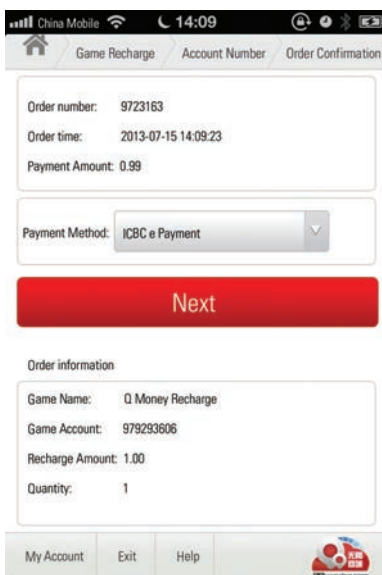 China Mobile 14:09
Game Recharge Account Number Order Confirmation
Order number: 9723163
Order time: 2013-07-15 14:09:23
Payment Amount: 0.99
Payment Method: ICBC e Payment
Next
Order information
Game Name: Q Money Recharge
Game Account: 979293606
Recharge Amount: 1.00
Quantity: 1
My Account Exit Help